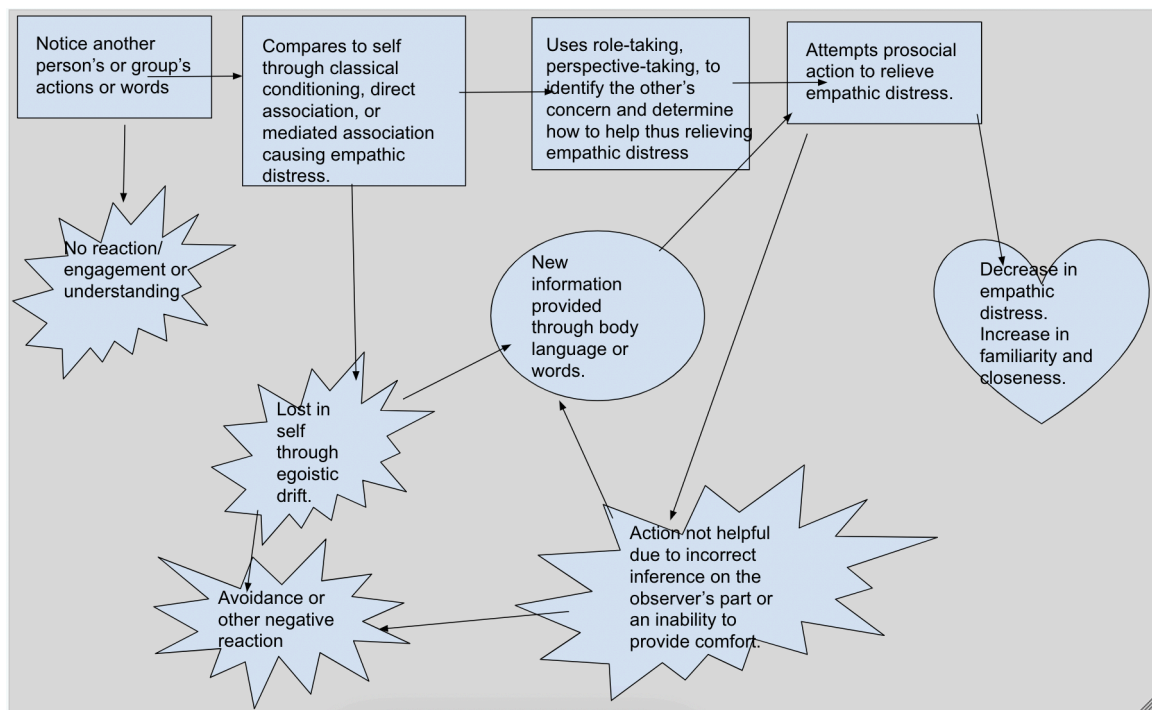 Notice another
person's or group's
actions or words
Compares to self
through classical
conditioning, direct
association, or
mediated association
causing empathic
distress.
Uses role-taking,
perspective-taking, to
identify the other's
concern and determine
how to help thus relieving
empathic distress
Attempts prosocial
action to relieve
empathic distress.
No reaction/
engagement or
understanding
New
information
provided
through body
language or
words.
Decrease in
empathic
distress.
Increase in
familiarity and
closeness.
Lost in
self
through
egoistic
drift.
Action not helpful
due to incorrect
inference on the
observer's part or
an inability to
provide comfort.
Avoidance or
other negative
reaction